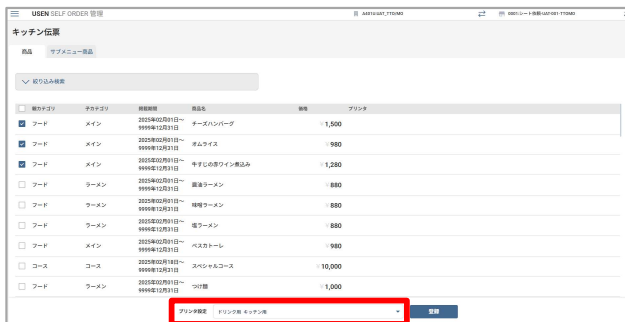 USEN SELF ORDER 管理
A4014:UAT_TTO/MO
0001:シート依頼-UAT-001-TTOMO
キッチン伝票
商品 サブメニュー商品
絞り込み検索
親カテゴリ 子カテゴリ 掲載期間 商品名 価格 プリンタ
フード メイン 2025年02月01日～ 9999年12月31日 チーズハンバーグ ¥1,500
フード メイン 2025年02月01日～ 9999年12月31日 オムライス ¥980
フード メイン 2025年02月01日～ 9999年12月31日 牛すじの赤ワイン煮込み ¥1,280
フード ラーメン 2025年02月01日～ 9999年12月31日 醤油ラーメン ¥880
フード ラーメン 2025年02月01日～ 9999年12月31日 味噌ラーメン ¥880
フード ラーメン 2025年02月01日～ 9999年12月31日 塩ラーメン ¥880
フード メイン 2025年02月01日～ 9999年12月31日 ペスカトーレ ¥980
コース コース 2025年02月18日～ 9999年12月31日 スペシャルコース ¥10,000
フード ラーメン 2025年02月01日～ 9999年12月31日 つけ麺 ¥1,000
プリンタ設定 ドリンク用 キッチン用 登録